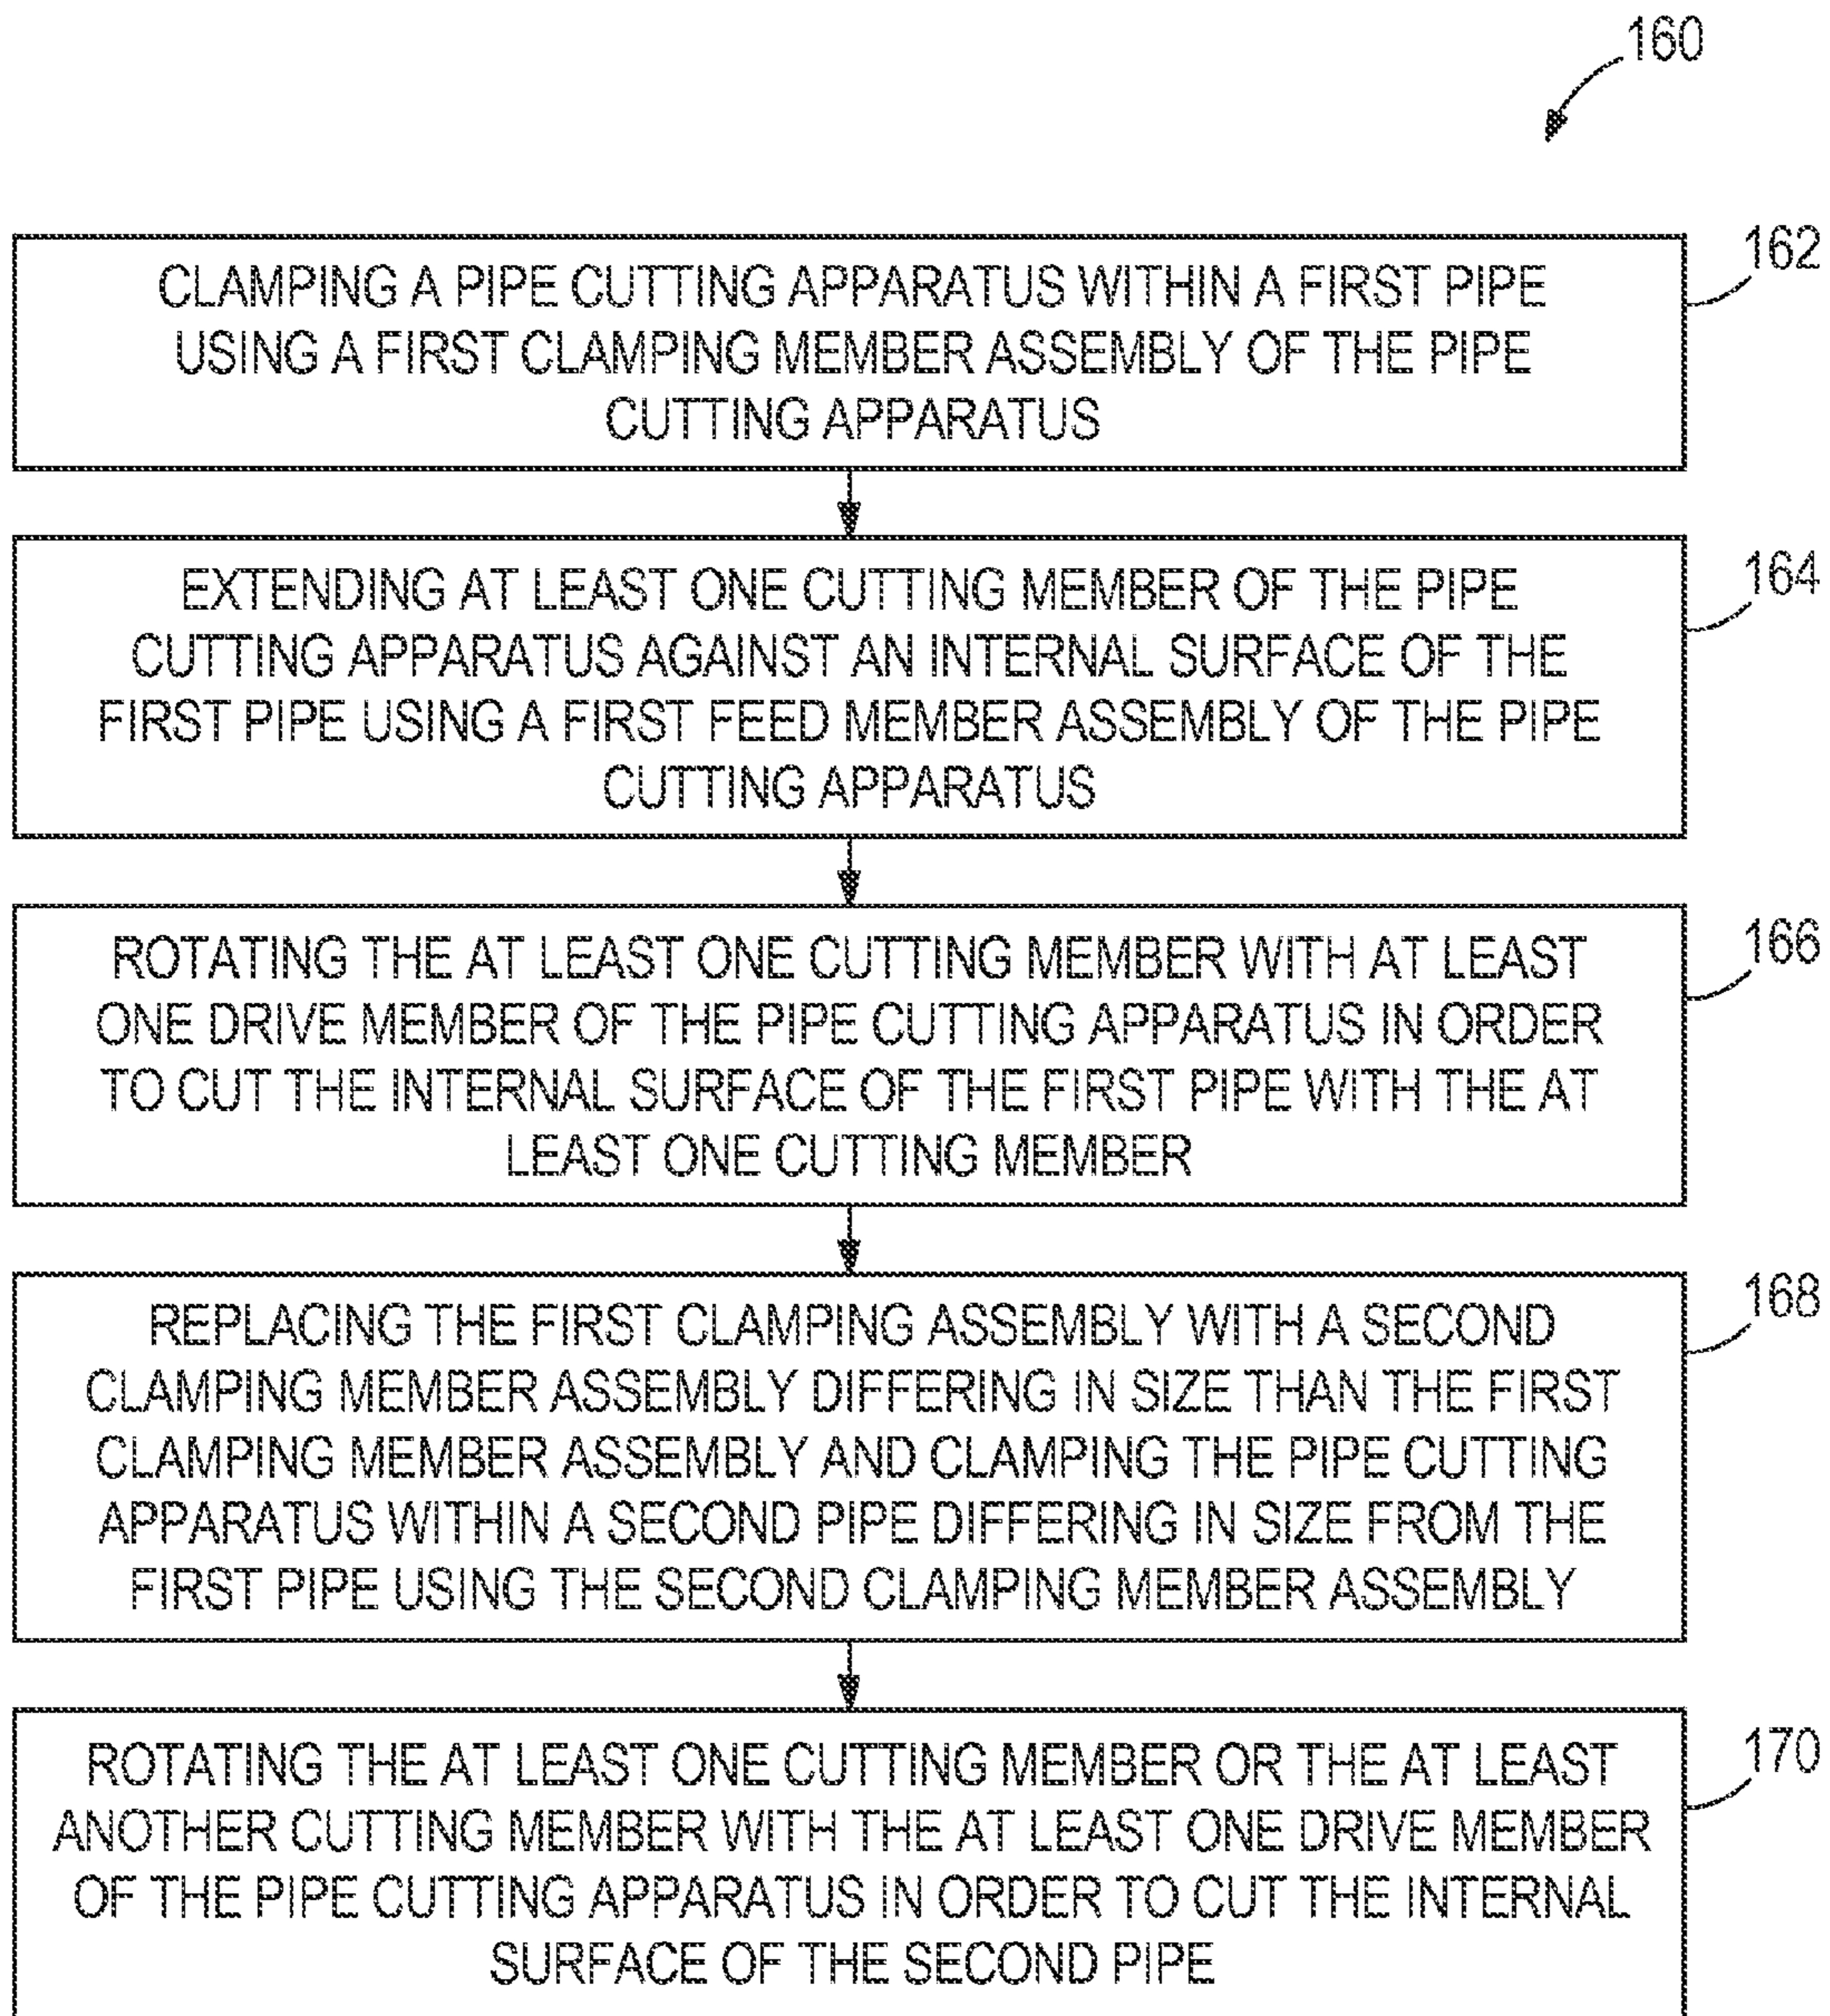 160
162
CLAMPING A PIPE CUTTING APPARATUS WITHIN A FIRST PIPE
USING A FIRST CLAMPING MEMBER ASSEMBLY OF THE PIPE
CUTTING APPARATUS
164
EXTENDING AT LEAST ONE CUTTING MEMBER OF THE PIPE
CUTTING APPARATUS AGAINST AN INTERNAL SURFACE OF THE
FIRST PIPE USING A FIRST FEED MEMBER ASSEMBLY OF THE PIPE
CUTTING APPARATUS
166
ROTATING THE AT LEAST ONE CUTTING MEMBER WITH AT LEAST
ONE DRIVE MEMBER OF THE PIPE CUTTING APPARATUS IN ORDER
TO CUT THE INTERNAL SURFACE OF THE FIRST PIPE WITH THE AT
LEAST ONE CUTTING MEMBER
168
REPLACING THE FIRST CLAMPING ASSEMBLY WITH A SECOND
CLAMPING MEMBER ASSEMBLY DIFFERING IN SIZE THAN THE FIRST
CLAMPING MEMBER ASSEMBLY AND CLAMPING THE PIPE CUTTING
APPARATUS WITHIN A SECOND PIPE DIFFERING IN SIZE FROM THE
FIRST PIPE USING THE SECOND CLAMPING MEMBER ASSEMBLY
170
ROTATING THE AT LEAST ONE CUTTING MEMBER OR THE AT LEAST
ANOTHER CUTTING MEMBER WITH THE AT LEAST ONE DRIVE MEMBER
OF THE PIPE CUTTING APPARATUS IN ORDER TO CUT THE INTERNAL
SURFACE OF THE SECOND PIPE